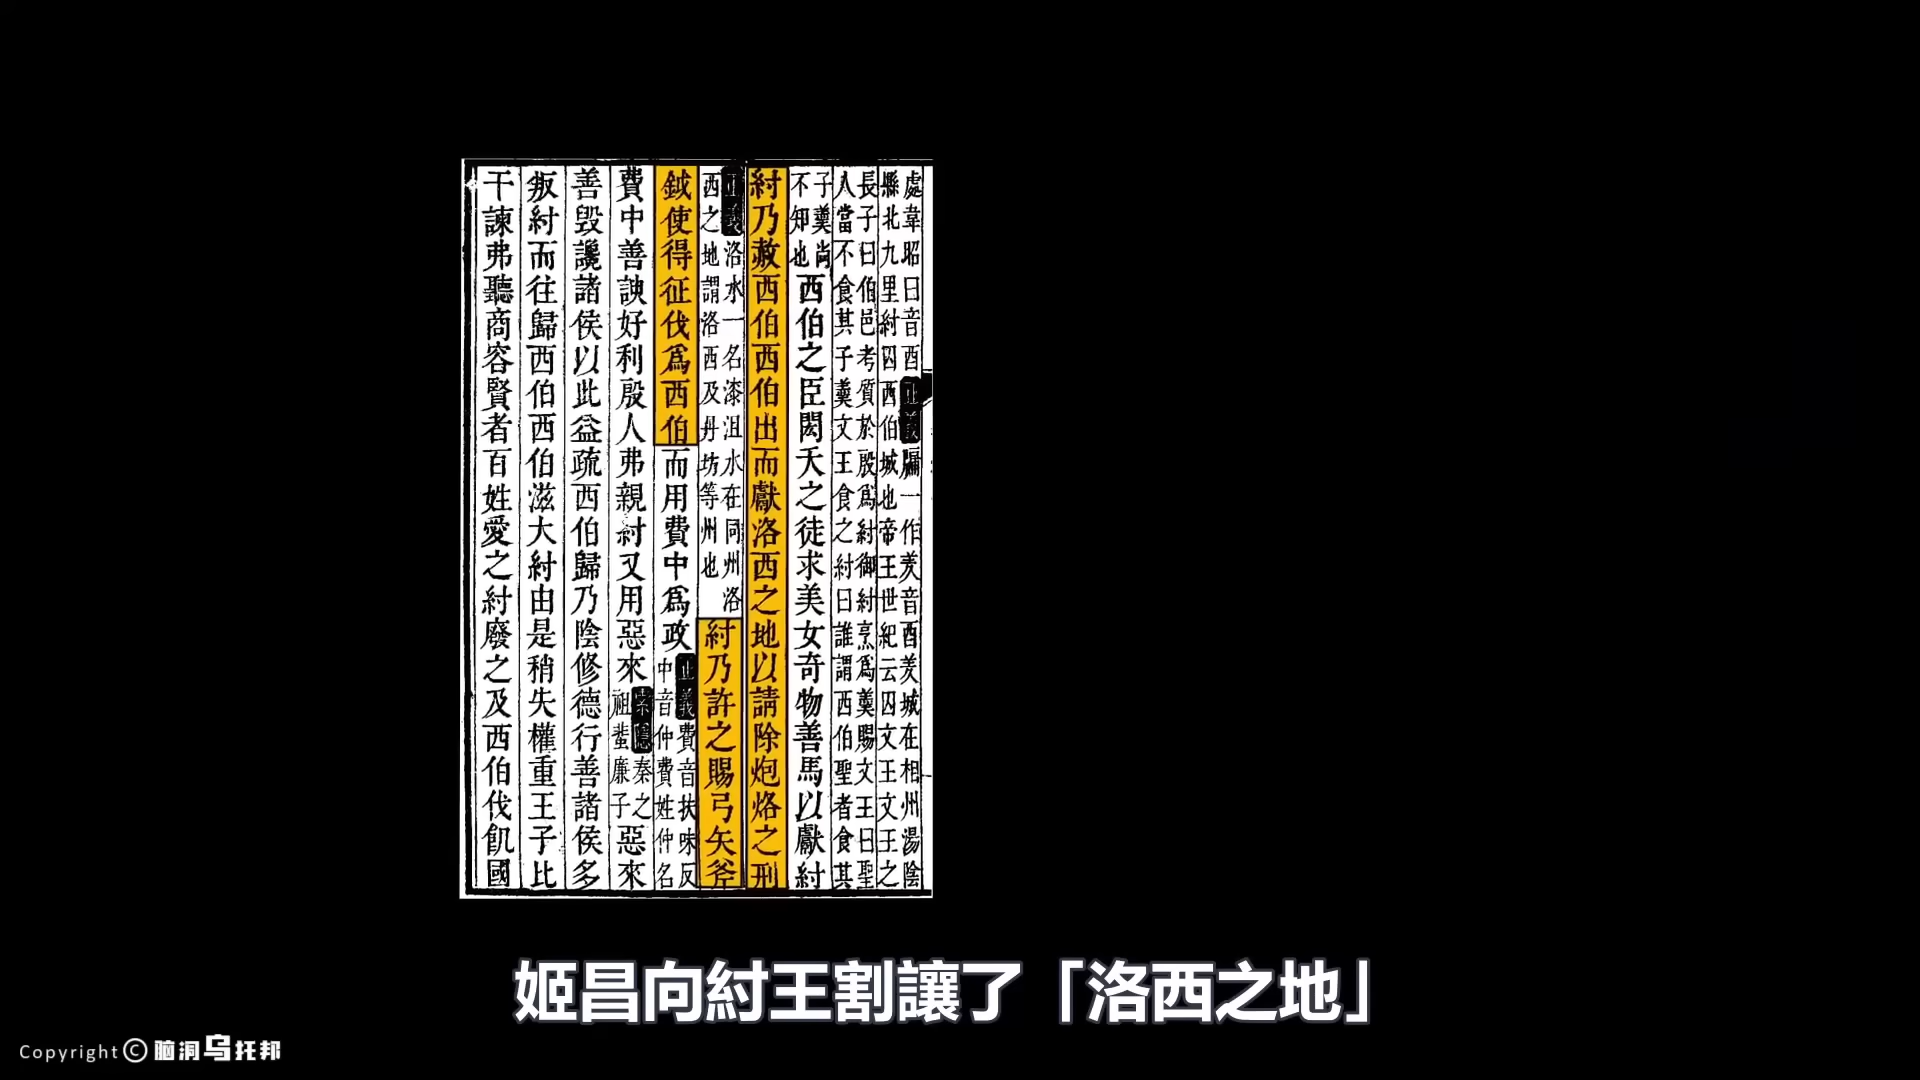 處韋昭曰音酉正義牖一作羑音酉羑城在相州湯陰
縣北九里紂囚西伯城也帝王世紀云囚文王文王之
長子曰伯邑考質於殷爲紂御紂烹爲羹賜文王曰聖
人當不食其子羹文王食之紂曰誰謂西伯聖者食其
子羹尚不知也西伯之臣閎夭之徒求美女奇物善馬以獻紂
紂乃赦西伯西伯出而獻洛西之地以請除炮烙之刑
正義洛水一名漆沮水在同州洛西之地謂洛西及丹坊等州也紂乃許之賜弓矢斧
鉞使得征伐爲西伯而用費中爲政正義費音扶味反中音仲費姓仲名
費中善諛好利殷人弗親紂又用惡來索隱秦之祖蜚廉子惡來
善毀讒諸侯以此益疏西伯歸乃陰修德行善諸侯多
叛紂而往歸西伯西伯滋大紂由是稍失權重王子比
干諫弗聽商容賢者百姓愛之紂廢之及西伯伐飢國
姬昌向紂王割讓了「洛西之地」
Copyright © 脑洞乌托邦